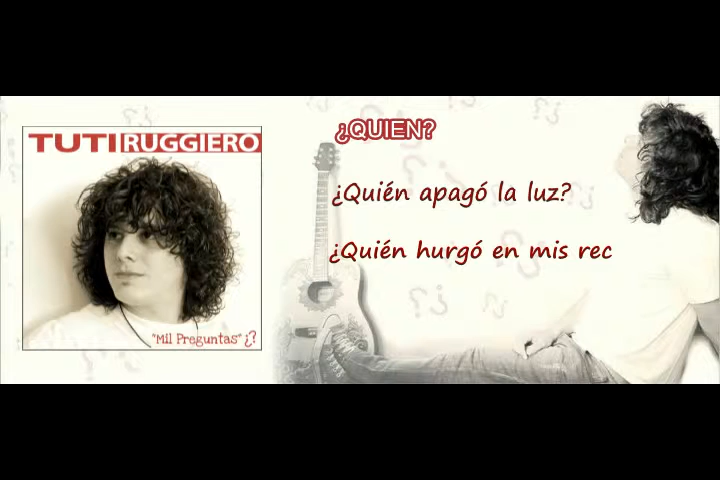 TUTI RUGGIERO
"Mil Preguntas" ¿?
¿QUIEN?
¿Quién apagó la luz?
¿Quién hurgó en mis rec